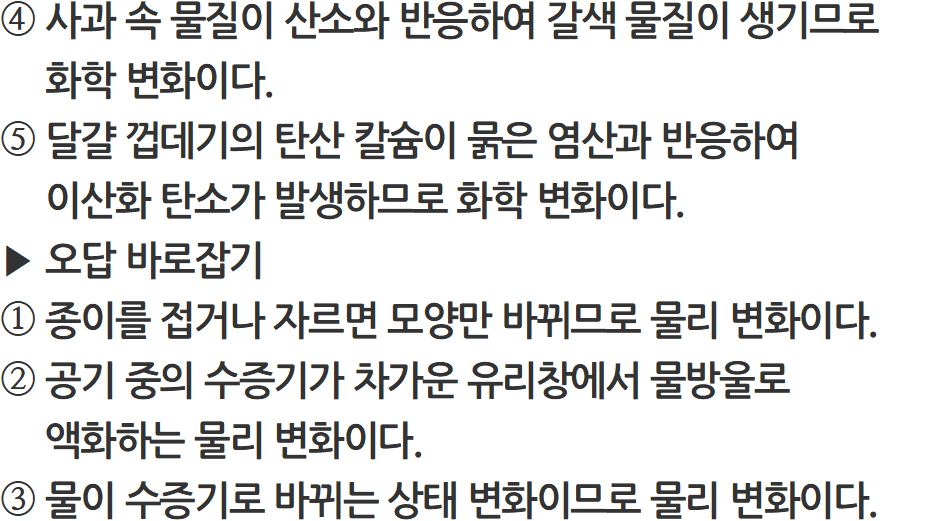 ④ 사과 속 물질이 산소와 반응하여 갈색 물질이 생기므로
화학 변화이다.
⑤ 달걀 껍데기의 탄산 칼슘이 묽은 염산과 반응하여
이산화 탄소가 발생하므로 화학 변화이다.
▶ 오답 바로잡기
① 종이를 접거나 자르면 모양만 바뀌므로 물리 변화이다.
② 공기 중의 수증기가 차가운 유리창에서 물방울로
액화하는 물리 변화이다.
③ 물이 수증기로 바뀌는 상태 변화이므로 물리 변화이다.